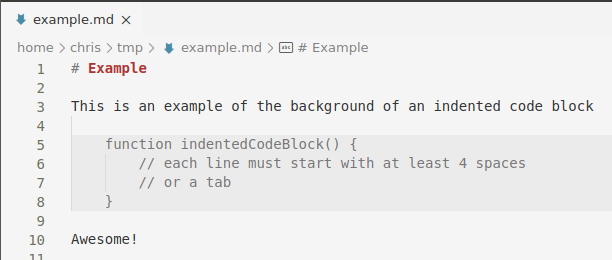 example.md ×
home > chris > tmp > example.md > abc # Example
1 # Example
2
3 This is an example of the background of an indented code block
4
5     function indentedCodeBlock() {
6         // each line must start with at least 4 spaces
7         // or a tab
8     }
9
10 Awesome!
11